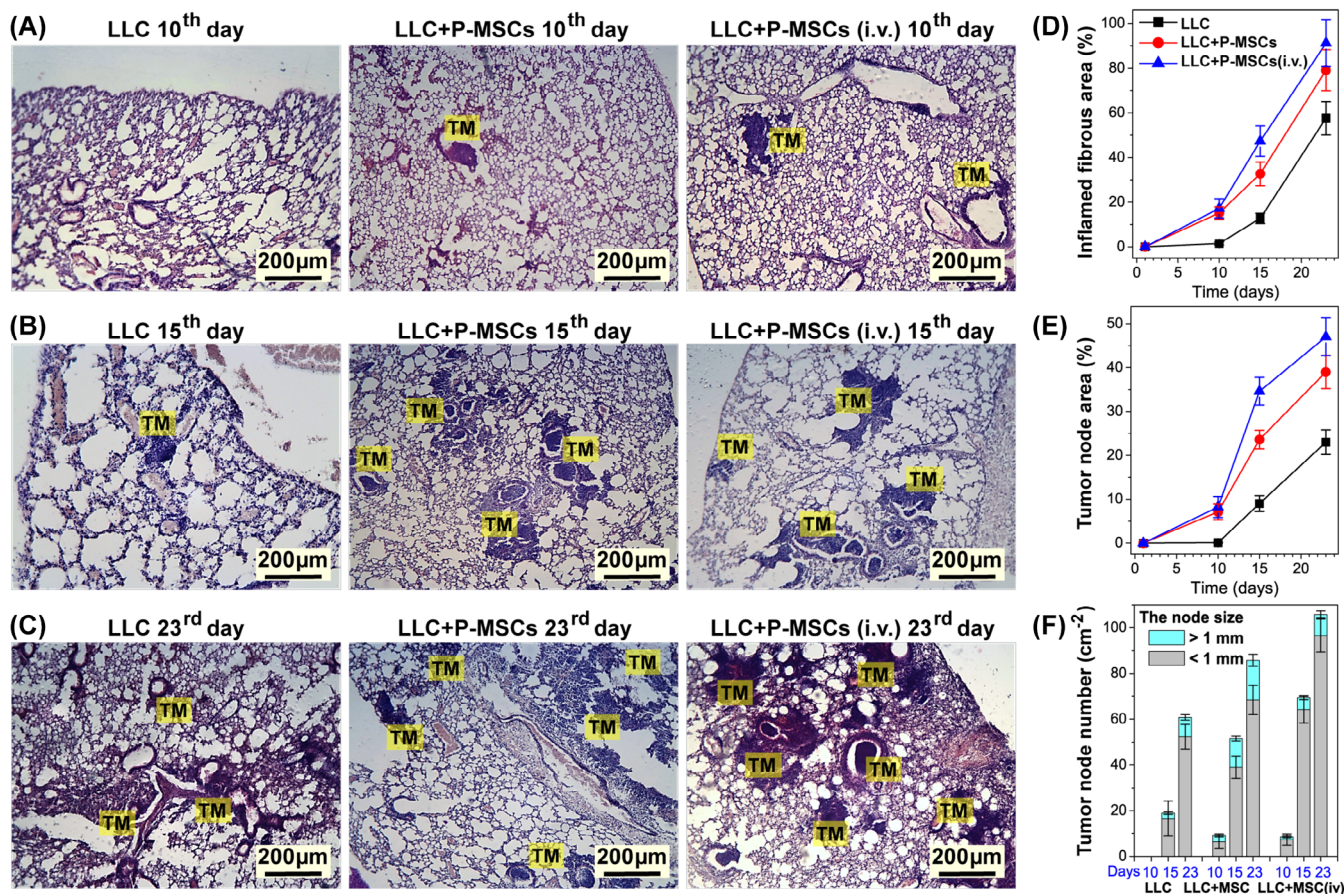 (A)
LLC 10th day
LLC+P-MSCs 10th day
LLC+P-MSCs (i.v.) 10th day
TM
TM
TM
200µm
200µm
200µm
(B)
LLC 15th day
LLC+P-MSCs 15th day
LLC+P-MSCs (i.v.) 15th day
TM
TM
TM
TM
TM
TM
TM
TM
TM
200µm
200µm
200µm
(C)
LLC 23rd day
LLC+P-MSCs 23rd day
LLC+P-MSCs (i.v.) 23rd day
TM
TM
TM
TM
TM
TM
TM
TM
TM
TM
TM
TM
TM
TM
200µm
200µm
200µm
(D)
LLC
LLC+P-MSCs
LLC+P-MSCs(i.v.)
Inflamed fibrous area (%)
100
80
60
40
20
0
0 5 10 15 20
Time (days)
(E)
Tumor node area (%)
50
40
30
20
10
0
0 5 10 15 20
Time (days)
(F)
The node size
> 1 mm
< 1 mm
Tumor node number (cm-2)
100
80
60
40
20
0
Days 10 15 23 10 15 23 10 15 23
LLC LLC+MSC LLC+MSC(i.v.)